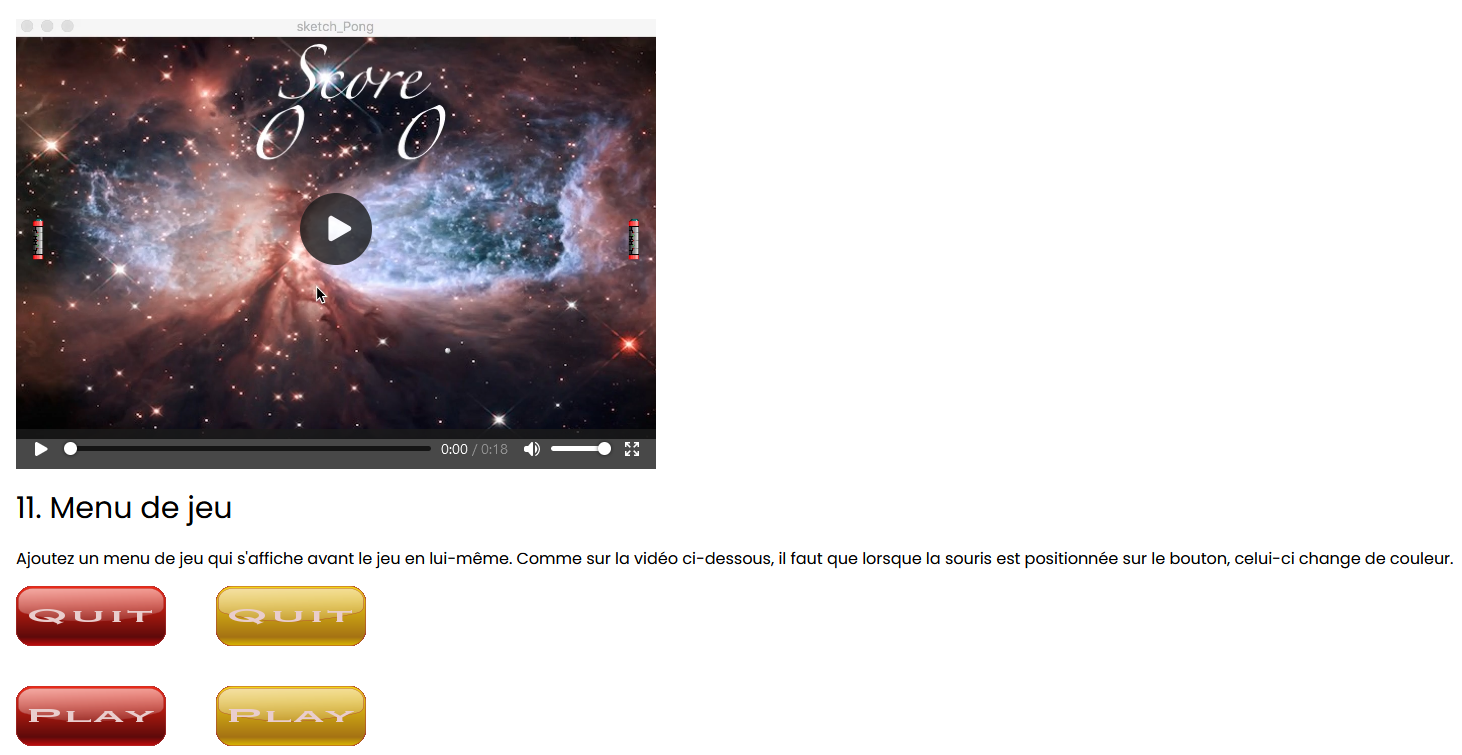 sketch_Pong
Score
0 0
0:00 / 0:18
11. Menu de jeu
Ajoutez un menu de jeu qui s'affiche avant le jeu en lui-même. Comme sur la vidéo ci-dessous, il faut que lorsque la souris est positionnée sur le bouton, celui-ci change de couleur.
QUIT QUIT
PLAY PLAY